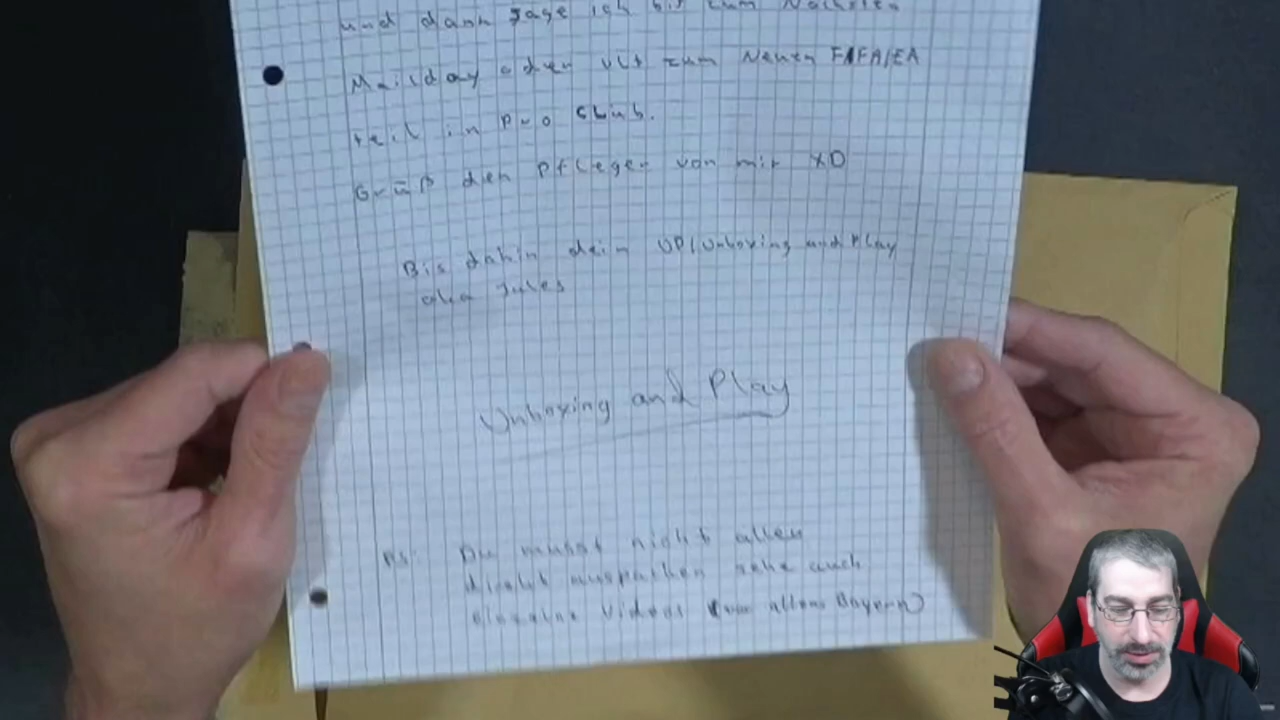 und dann sage ich bis zum Nächsten
Mailday oder vlt zum Neuen FIFA/EA
teil in Pro Club.
Grüß den Pfleger von mir XD
Bis dahin dein UP(Unboxing and Play
aka Jules
Unboxing and Play
PS: Du musst nicht alles
direkt auspacken gehe auch
einzelne Videos (vor allem Bayern)